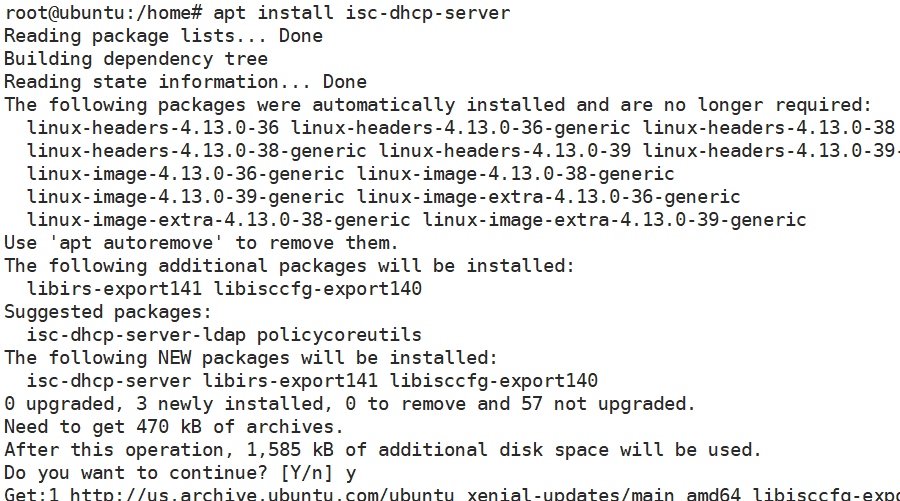 root@ubuntu:/home# apt install isc-dhcp-server
Reading package lists... Done
Building dependency tree
Reading state information... Done
The following packages were automatically installed and are no longer required:
  linux-headers-4.13.0-36 linux-headers-4.13.0-36-generic linux-headers-4.13.0-38
  linux-headers-4.13.0-38-generic linux-headers-4.13.0-39 linux-headers-4.13.0-39-
  linux-image-4.13.0-36-generic linux-image-4.13.0-38-generic
  linux-image-4.13.0-39-generic linux-image-extra-4.13.0-36-generic
  linux-image-extra-4.13.0-38-generic linux-image-extra-4.13.0-39-generic
Use 'apt autoremove' to remove them.
The following additional packages will be installed:
  libirs-export141 libisccfg-export140
Suggested packages:
  isc-dhcp-server-ldap policycoreutils
The following NEW packages will be installed:
  isc-dhcp-server libirs-export141 libisccfg-export140
0 upgraded, 3 newly installed, 0 to remove and 57 not upgraded.
Need to get 470 kB of archives.
After this operation, 1,585 kB of additional disk space will be used.
Do you want to continue? [Y/n] y
Get:1 http://us.archive.ubuntu.com/ubuntu xenial-updates/main amd64 libisccfg-expo